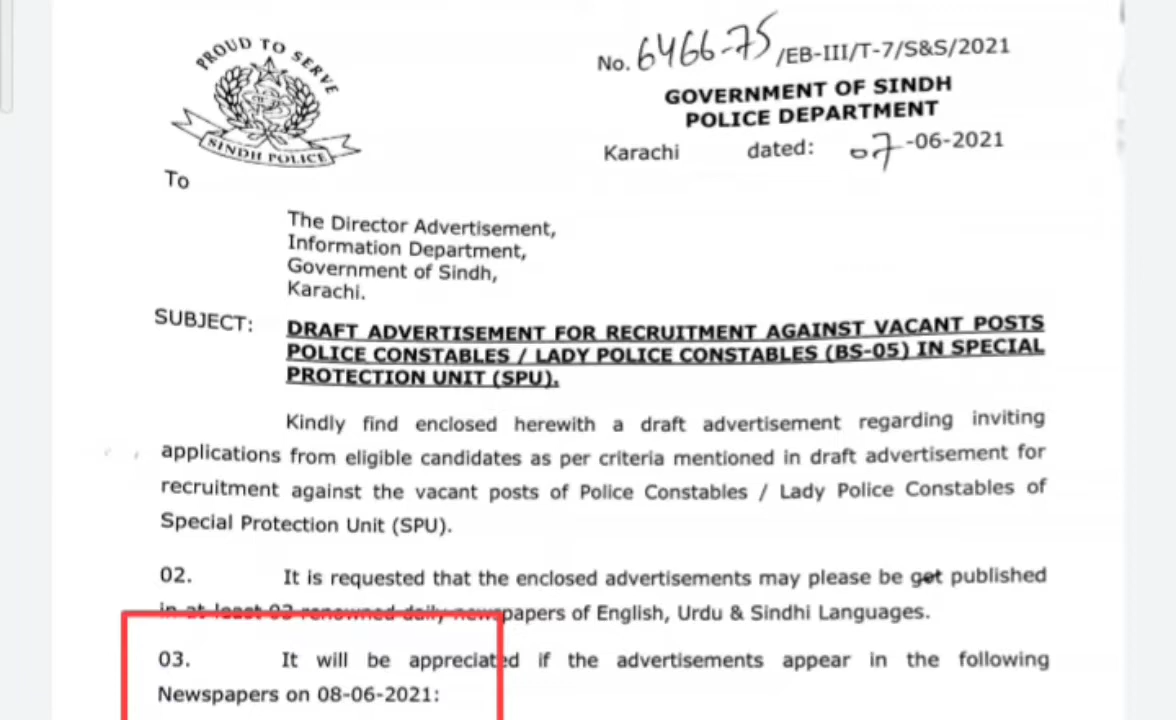 PROUD TO SERVE
SINDH POLICE
No. 6466-75 /EB-III/T-7/S&S/2021
GOVERNMENT OF SINDH
POLICE DEPARTMENT
Karachi dated: 07-06-2021
To
The Director Advertisement,
Information Department,
Government of Sindh,
Karachi.
SUBJECT: DRAFT ADVERTISEMENT FOR RECRUITMENT AGAINST VACANT POSTS
POLICE CONSTABLES / LADY POLICE CONSTABLES (BS-05) IN SPECIAL
PROTECTION UNIT (SPU).
Kindly find enclosed herewith a draft advertisement regarding inviting
applications from eligible candidates as per criteria mentioned in draft advertisement for
recruitment against the vacant posts of Police Constables / Lady Police Constables of
Special Protection Unit (SPU).
02. It is requested that the enclosed advertisements may please be get published
in at least 03 renowned daily newspapers of English, Urdu & Sindhi Languages.
03. It will be appreciated if the advertisements appear in the following
Newspapers on 08-06-2021: